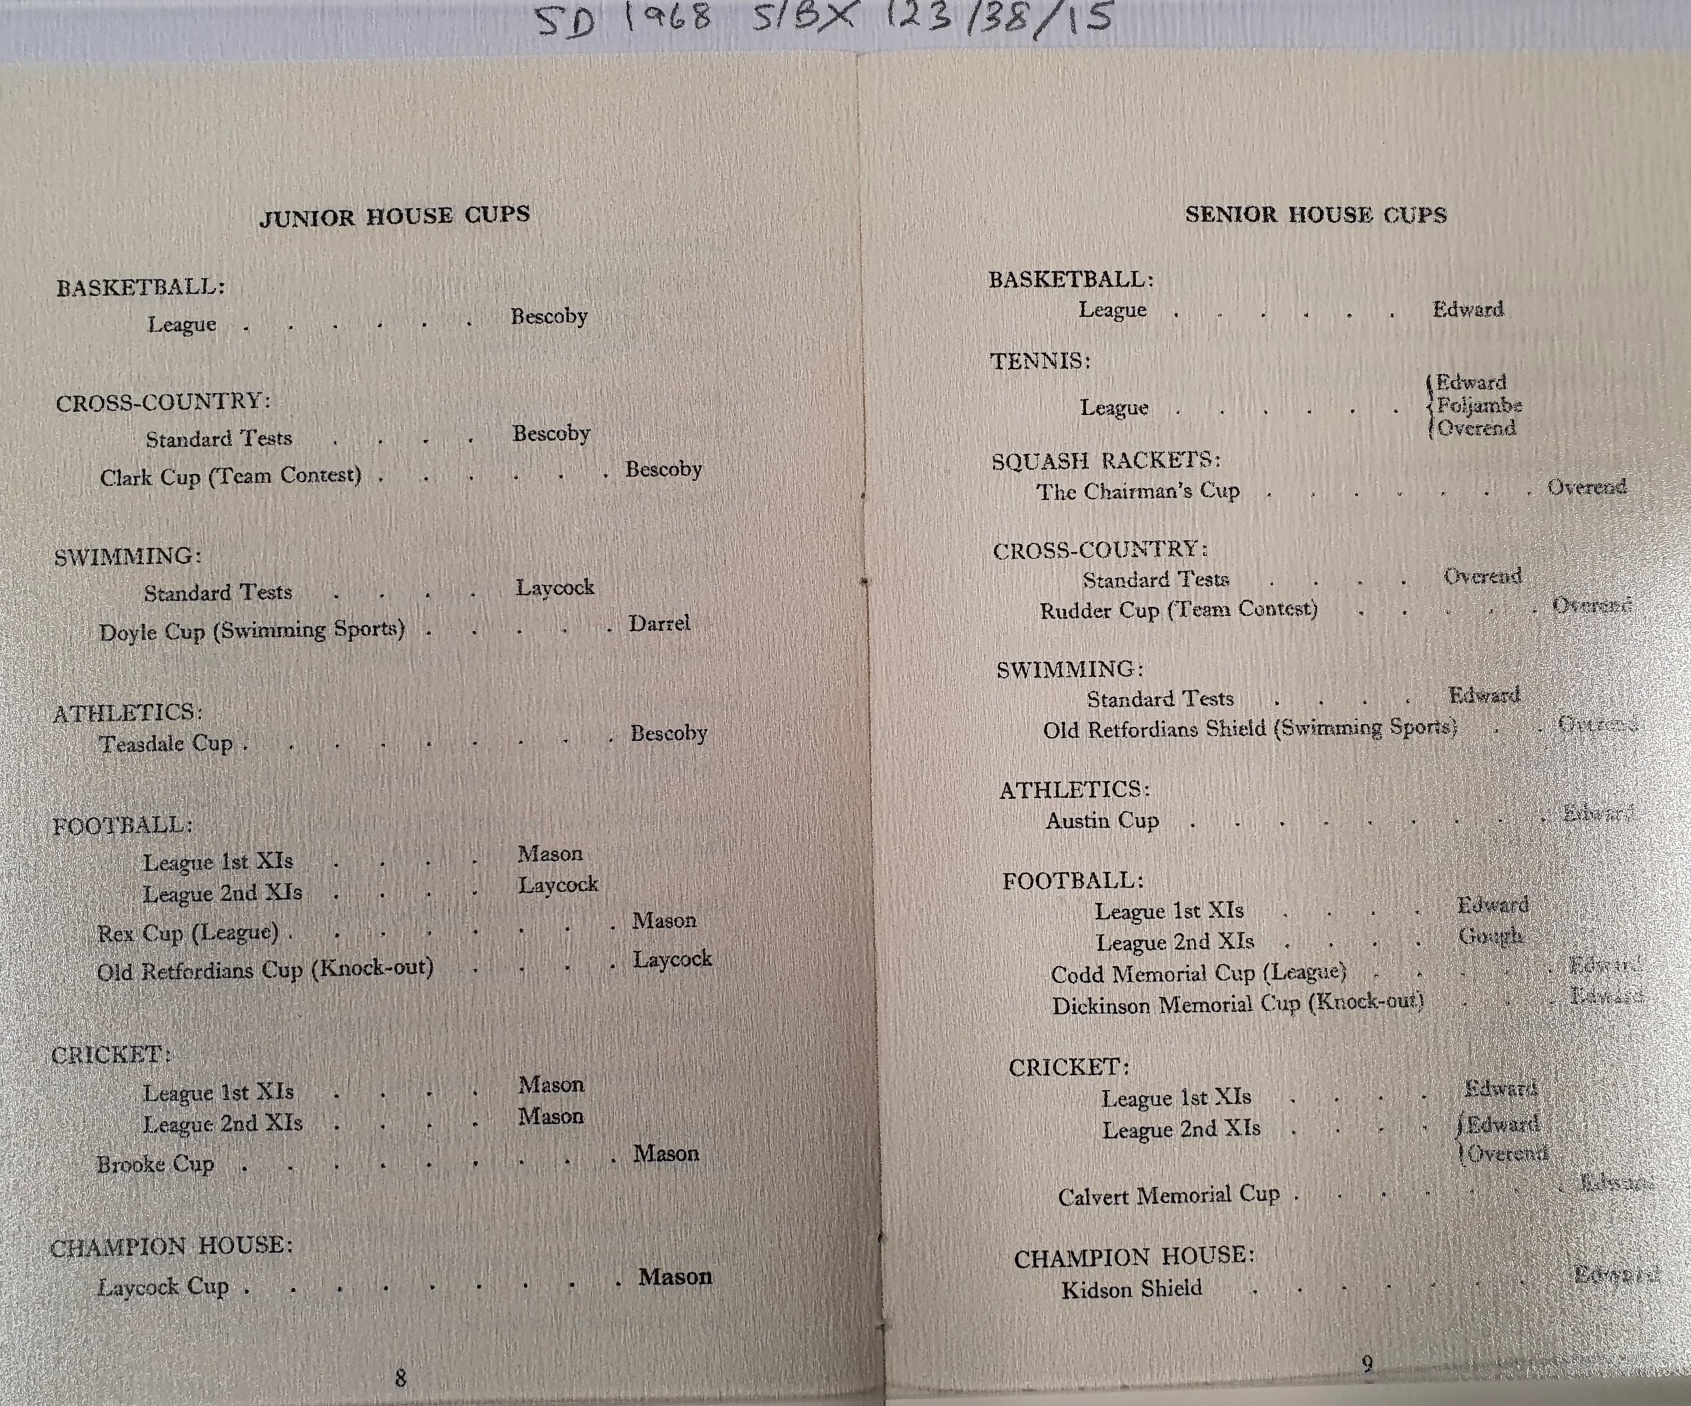 SD 1968 S/BX 123/38/15
JUNIOR HOUSE CUPS
BASKETBALL:
League . . . . . . Bescoby
CROSS-COUNTRY:
Standard Tests . . . . Bescoby
Clark Cup (Team Contest) . . . . . . Bescoby
SWIMMING:
Standard Tests . . . . Laycock
Doyle Cup (Swimming Sports) . . . . . Darrel
ATHLETICS:
Teasdale Cup . . . . . . . . . Bescoby
FOOTBALL:
League 1st XIs . . . . Mason
League 2nd XIs . . . . Laycock
Rex Cup (League) . . . . . . . . Mason
Old Retfordians Cup (Knock-out) . . . . Laycock
CRICKET:
League 1st XIs . . . . Mason
League 2nd XIs . . . . Mason
Brooke Cup . . . . . . . . . Mason
CHAMPION HOUSE:
Laycock Cup . . . . . . . . . Mason
8
SENIOR HOUSE CUPS
BASKETBALL:
League . . . . . . Edward
TENNIS:
Edward
League . . . . . . Foljambe
Overend
SQUASH RACKETS:
The Chairman's Cup . . . . . . . Overend
CROSS-COUNTRY:
Standard Tests . . . . Overend
Rudder Cup (Team Contest) . . . . . Overend
SWIMMING:
Standard Tests . . . . Edward
Old Retfordians Shield (Swimming Sports) . . Overend
ATHLETICS:
Austin Cup . . . . . . . . . Edward
FOOTBALL:
League 1st XIs . . . . Edward
League 2nd XIs . . . . Gough
Codd Memorial Cup (League) . . . . . Edward
Dickinson Memorial Cup (Knock-out) . . . Edward
CRICKET:
League 1st XIs . . . . Edward
League 2nd XIs . . . . Edward
Overend
Calvert Memorial Cup . . . . . . . Edward
CHAMPION HOUSE:
Kidson Shield . . . . . . . Edward
9